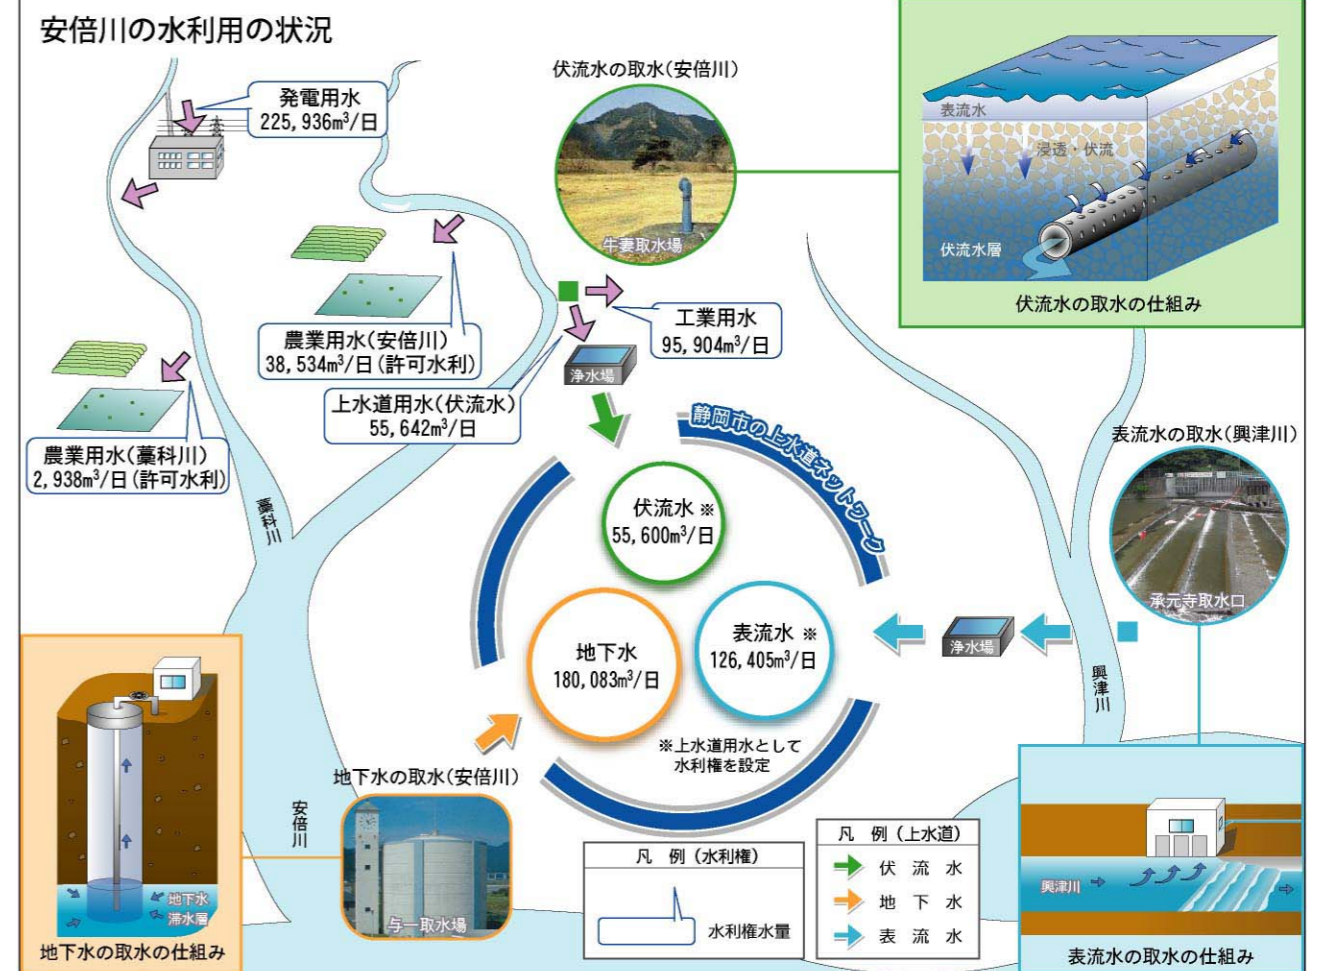 安倍川の水利用の状況
発電用水
225,936m³/日
伏流水の取水(安倍川)
牛妻取水場
表流水
浸透・伏流
伏流水層
伏流水の取水の仕組み
農業用水(安倍川)
38,534m³/日(許可水利)
工業用水
95,904m³/日
浄水場
上水道用水(伏流水)
55,642m³/日
農業用水(藁科川)
2,938m³/日(許可水利)
藁科川
静岡市の上水道ネットワーク
伏流水 ※
55,600m³/日
地下水
180,083m³/日
表流水 ※
126,405m³/日
※上水道用水として
水利権を設定
表流水の取水(興津川)
承元寺取水口
浄水場
興津川
地下水の取水(安倍川)
与一取水場
安倍川
地下水
滞水層
地下水の取水の仕組み
凡 例(水利権)
水利権水量
凡 例(上水道)
伏 流 水
地 下 水
表 流 水
興津川
表流水の取水の仕組み